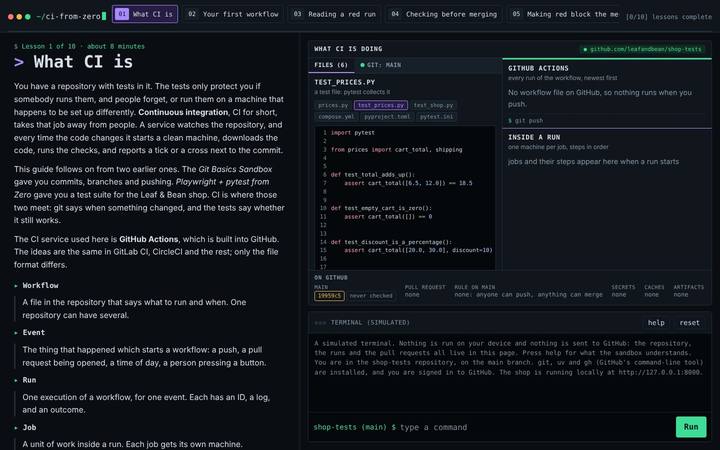 ~/ci-from-zero
01 What CI is
02 Your first workflow
03 Reading a red run
04 Checking before merging
05 Making red block the me
[0/10] lessons complete
$ Lesson 1 of 10 · about 8 minutes
> What CI is
You have a repository with tests in it. The tests only protect you if
somebody runs them, and people forget, or run them on a machine that
happens to be set up differently. Continuous integration, CI for short,
takes that job away from people. A service watches the repository, and
every time the code changes it starts a clean machine, downloads the
code, runs the checks, and reports a tick or a cross next to the commit.
This guide follows on from two earlier ones. The Git Basics Sandbox
gave you commits, branches and pushing. Playwright + pytest from
Zero gave you a test suite for the Leaf & Bean shop. CI is where those
two meet: git says when something changed, and the tests say whether
it still works.
The CI service used here is GitHub Actions, which is built into GitHub.
The ideas are the same in GitLab CI, CircleCI and the rest; only the file
format differs.
▸ Workflow
A file in the repository that says what to run and when. One
repository can have several.
▸ Event
The thing that happened which starts a workflow: a push, a pull
request being opened, a time of day, a person pressing a button.
▸ Run
One execution of a workflow, for one event. Each has an ID, a log,
and an outcome.
▸ Job
A unit of work inside a run. Each job gets its own machine.
WHAT CI IS DOING
github.com/leafandbean/shop-tests
FILES (6)
GIT: MAIN
TEST_PRICES.PY
a test file: pytest collects it
prices.py
test_prices.py
test_shop.py
compose.yml
pyproject.toml
pytest.ini
1 import pytest
2
3 from prices import cart_total, shipping
4
5
6 def test_total_adds_up():
7 assert cart_total([6.5, 12.0]) == 18.5
8
9
10 def test_empty_cart_is_zero():
11 assert cart_total([]) == 0
12
13
14 def test_discount_is_a_percentage():
15 assert cart_total([20.0, 30.0], discount=10)
16
17
GITHUB ACTIONS
every run of the workflow, newest first
No workflow file on GitHub, so nothing runs when you
push.
$ git push
INSIDE A RUN
one machine per job, steps in order
jobs and their steps appear here when a run starts
ON GITHUB
MAIN
19959c5 never checked
PULL REQUEST
none
RULE ON MAIN
none: anyone can push, anything can merge
SECRETS
none
CACHES
none
ARTIFACTS
none
TERMINAL (SIMULATED)
help
reset
A simulated terminal. Nothing is run on your device and nothing is sent to GitHub: the repository,
the runs and the pull requests all live in this page. Press help for what the sandbox understands.
You are in the shop-tests repository, on the main branch. git, uv and gh (GitHub's command-line tool)
are installed, and you are signed in to GitHub. The shop is running locally at http://127.0.0.1:8000.
shop-tests (main) $ type a command
Run